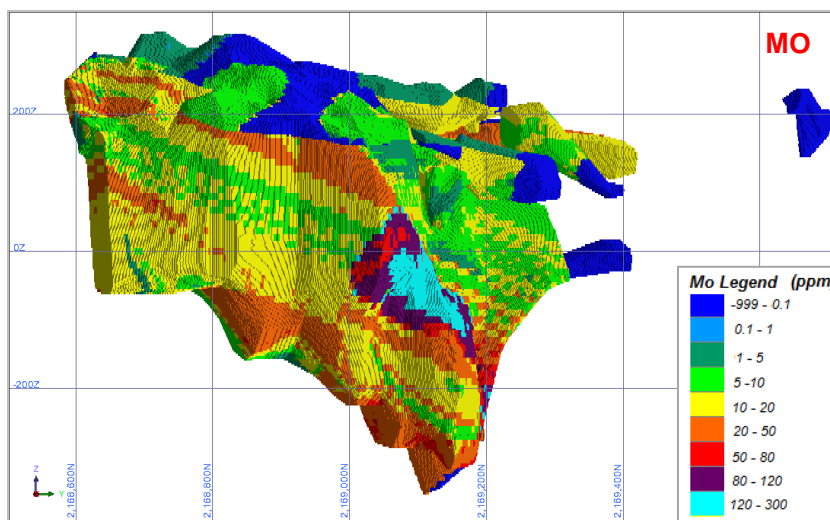 MO
200Z
0Z
-200Z
2,168,600N
2,168,800N
2,169,000N
2,169,200N
2,169,400N
Z
Y
Mo Legend (ppm)
-999 - 0.1
0.1 - 1
1 - 5
5 - 10
10 - 20
20 - 50
50 - 80
80 - 120
120 - 300